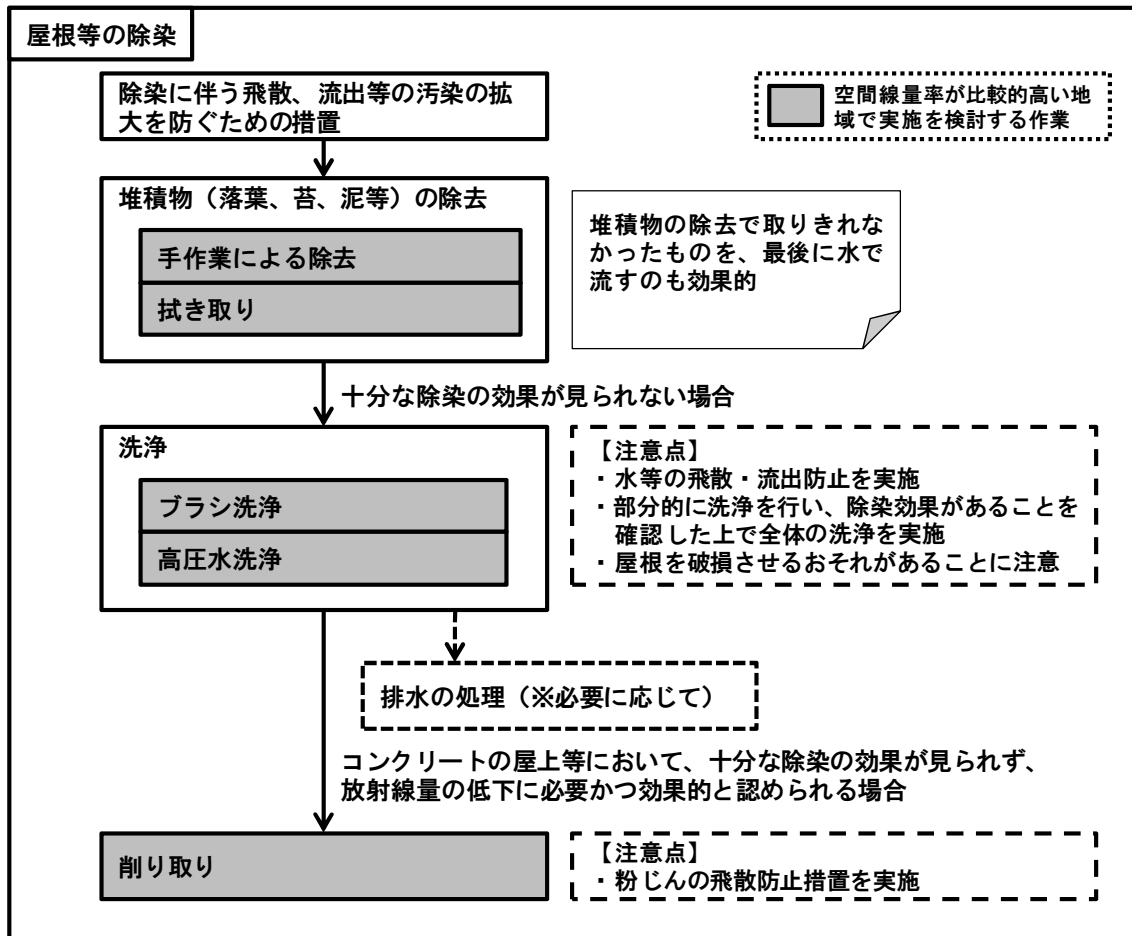 屋根等の除染
除染に伴う飛散、流出等の汚染の拡
大を防ぐための措置
空間線量率が比較的高い地
域で実施を検討する作業
堆積物（落葉、苔、泥等）の除去
手作業による除去
拭き取り
堆積物の除去で取りきれな
かったものを、最後に水で
流すのも効果的
十分な除染の効果が見られない場合
洗浄
ブラシ洗浄
高圧水洗浄
【注意点】
・水等の飛散・流出防止を実施
・部分的に洗浄を行い、除染効果があることを
確認した上で全体の洗浄を実施
・屋根を破損させるおそれがあることに注意
排水の処理（※必要に応じて）
コンクリートの屋上等において、十分な除染の効果が見られず、
放射線量の低下に必要かつ効果的と認められる場合
削り取り
【注意点】
・粉じんの飛散防止措置を実施